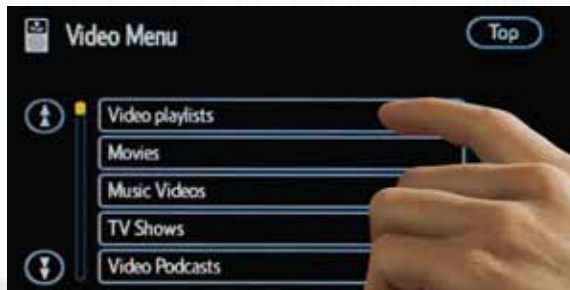 Video Menu
Top
Video playlists
Movies
Music Videos
TV Shows
Video Podcasts